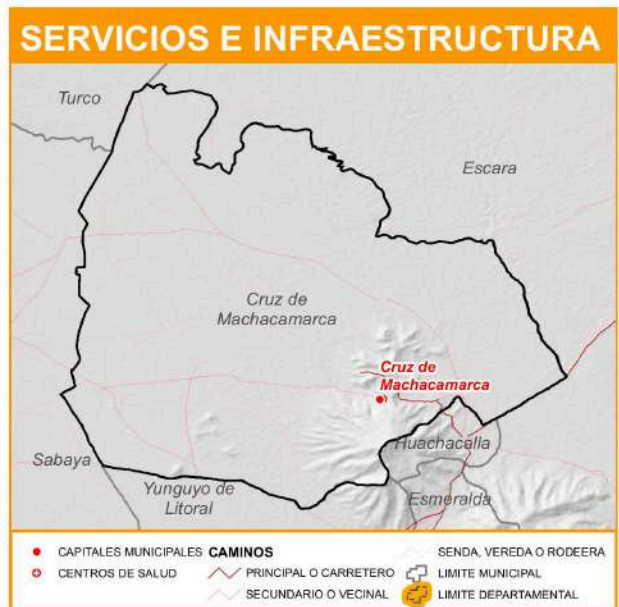 SERVICIOS E INFRAESTRUCTURA
Turco
Escara
Cruz de
Machacamarca
Cruz de
Machacamarca
Sabaya
Huachacalla
Yunguyo de
Litoral
Esmeralda
CAPITALES MUNICIPALES
CENTROS DE SALUD
CAMINOS
PRINCIPAL O CARRETERO
SECUNDARIO O VECINAL
SENDA, VEREDA O RODEERA
LIMITE MUNICIPAL
LIMITE DEPARTAMENTAL